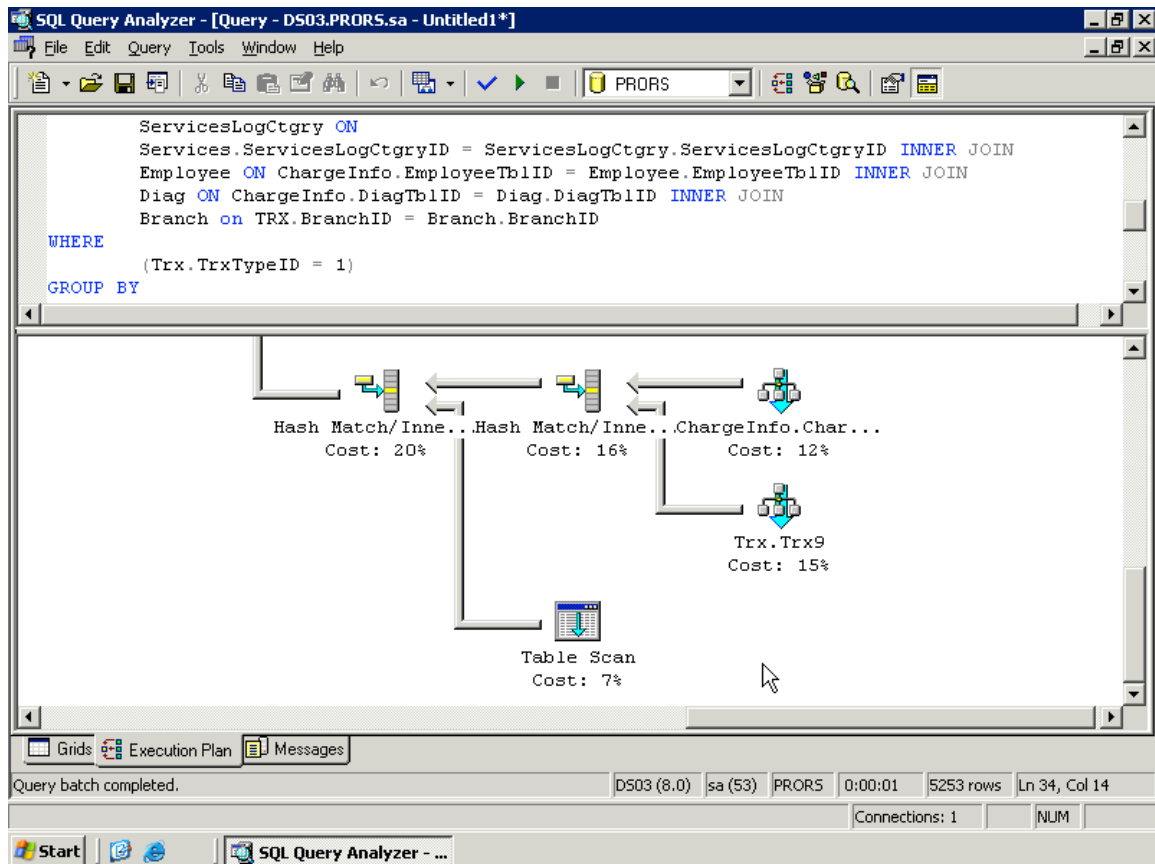 SQL Query Analyzer - [Query - DS03.PRORS.sa - Untitled1*]
File Edit Query Tools Window Help
PRORS
ServicesLogCtgry ON
Services.ServicesLogCtgryID = ServicesLogCtgry.ServicesLogCtgryID INNER JOIN
Employee ON ChargeInfo.EmployeeTblID = Employee.EmployeeTblID INNER JOIN
Diag ON ChargeInfo.DiagTblID = Diag.DiagTblID INNER JOIN
Branch on TRX.BranchID = Branch.BranchID
WHERE
(Trx.TrxTypeID = 1)
GROUP BY
Hash Match/Inne... Hash Match/Inne... ChargeInfo.Char...
Cost: 20% Cost: 16% Cost: 12%
Trx.Trx9
Cost: 15%
Table Scan
Cost: 7%
Grids Execution Plan Messages
Query batch completed. DS03 (8.0) sa (53) PRORS 0:00:01 5253 rows Ln 34, Col 14
Connections: 1 NUM
Start SQL Query Analyzer - ...